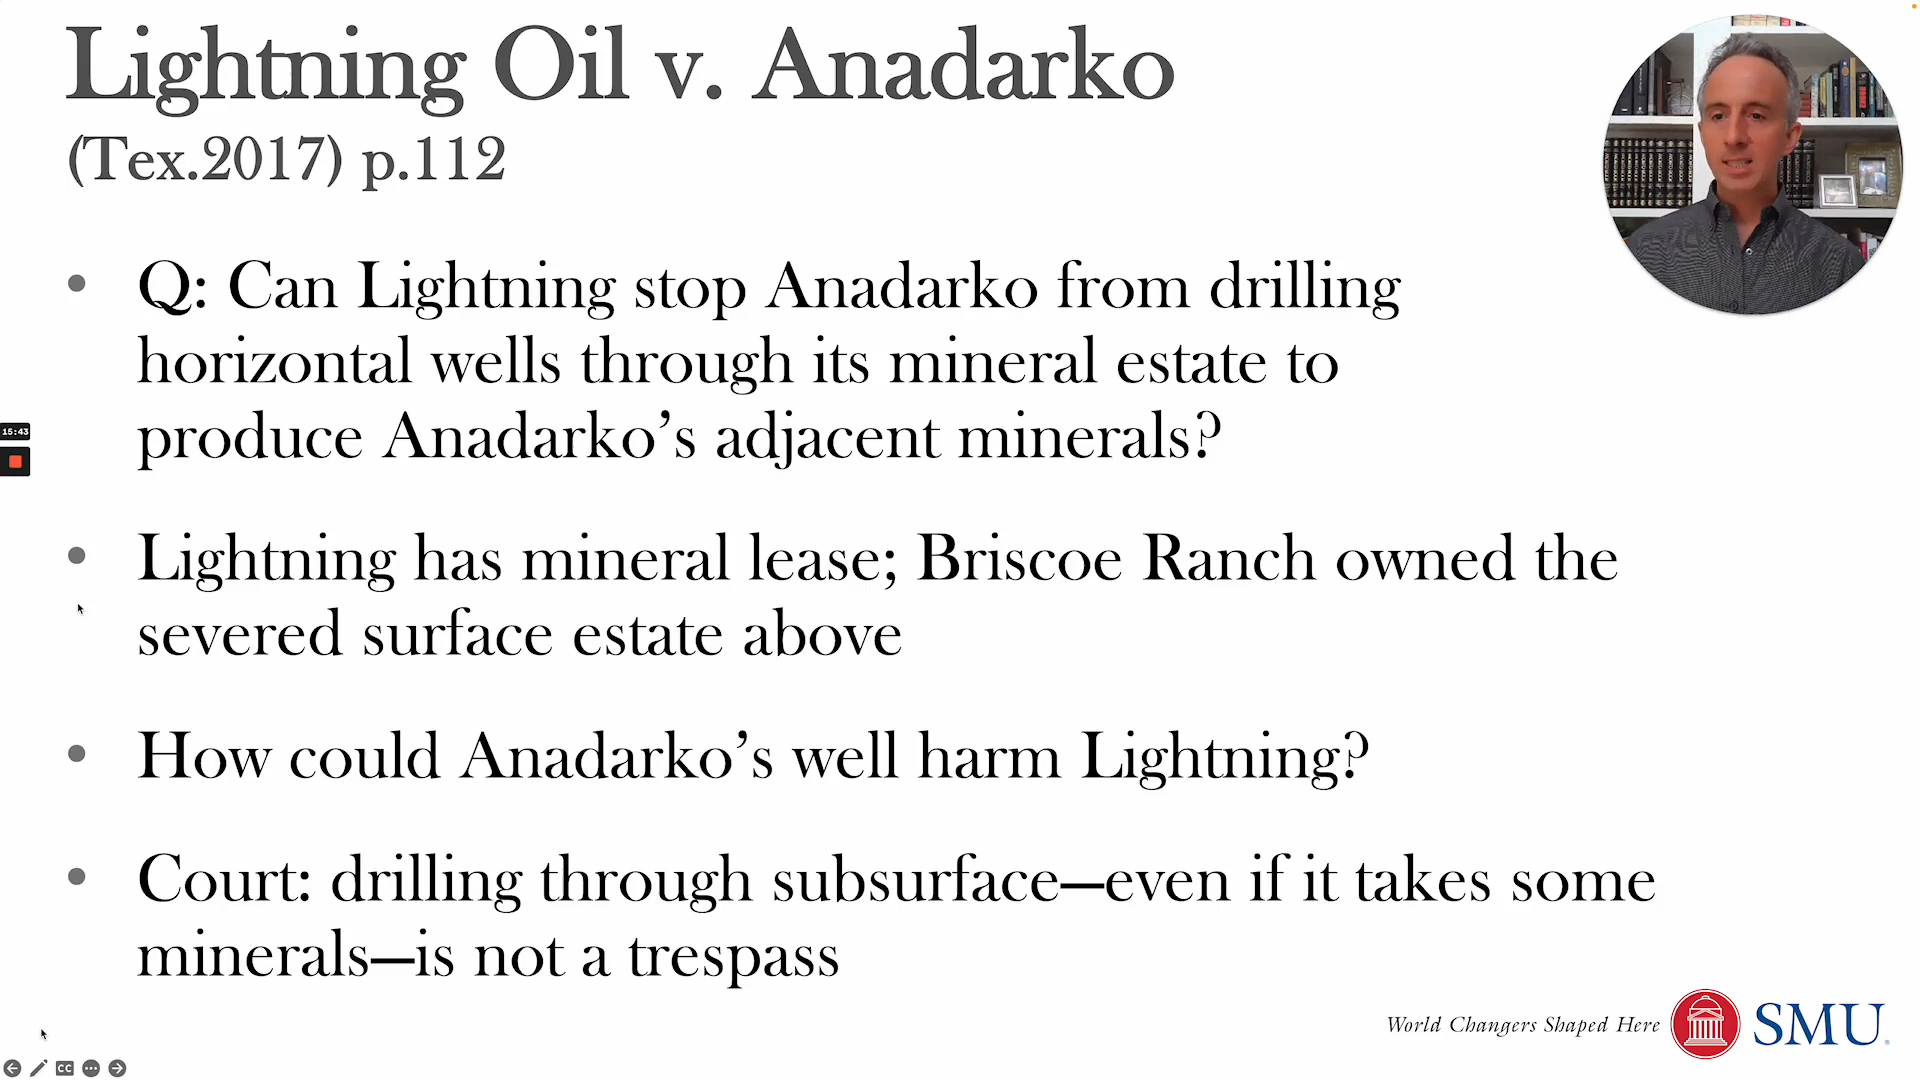 Lightning Oil v. Anadarko
(Tex.2017) p.112
• Q: Can Lightning stop Anadarko from drilling
horizontal wells through its mineral estate to
produce Anadarko’s adjacent minerals?
15:43
• Lightning has mineral lease; Briscoe Ranch owned the
severed surface estate above
• How could Anadarko’s well harm Lightning?
• Court: drilling through subsurface—even if it takes some
minerals—is not a trespass
World Changers Shaped Here SMU
CC